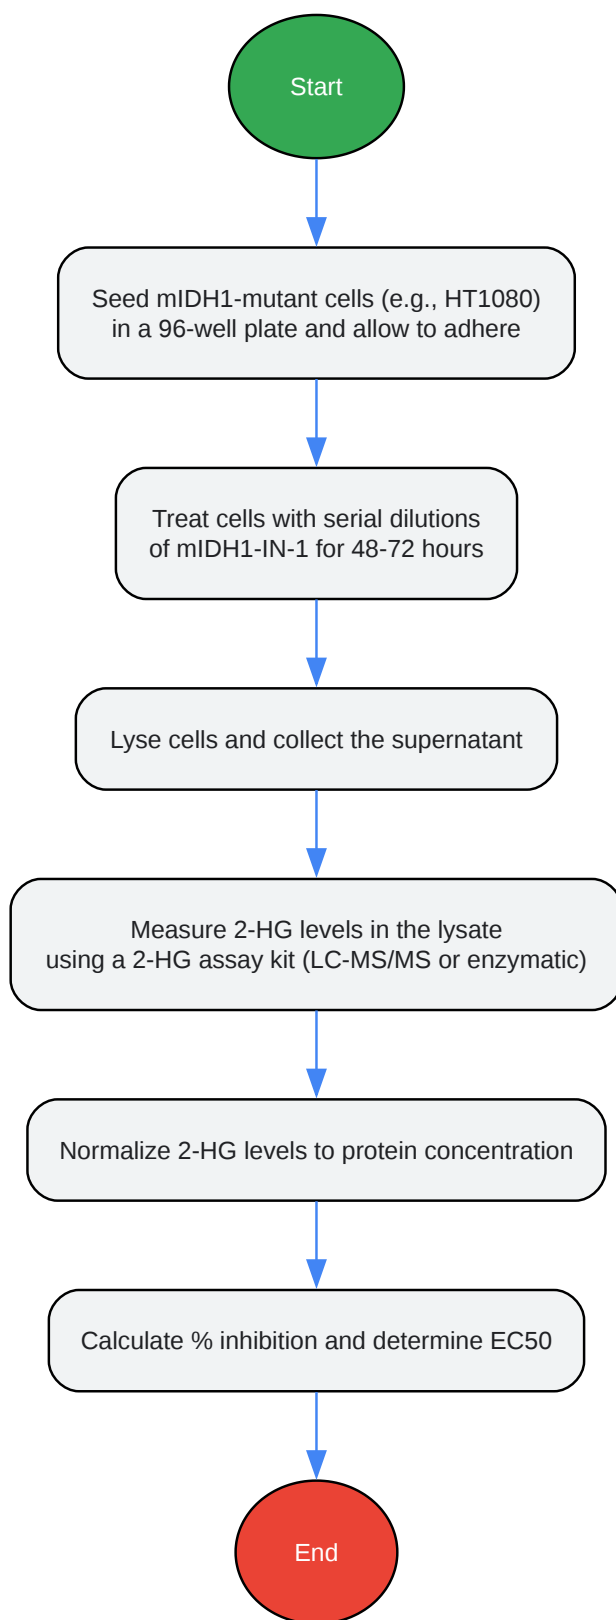 Start
Seed mIDH1-mutant cells (e.g., HT1080)
in a 96-well plate and allow to adhere
Treat cells with serial dilutions
of mIDH1-IN-1 for 48-72 hours
Lyse cells and collect the supernatant
Measure 2-HG levels in the lysate
using a 2-HG assay kit (LC-MS/MS or enzymatic)
Normalize 2-HG levels to protein concentration
Calculate % inhibition and determine EC50
End